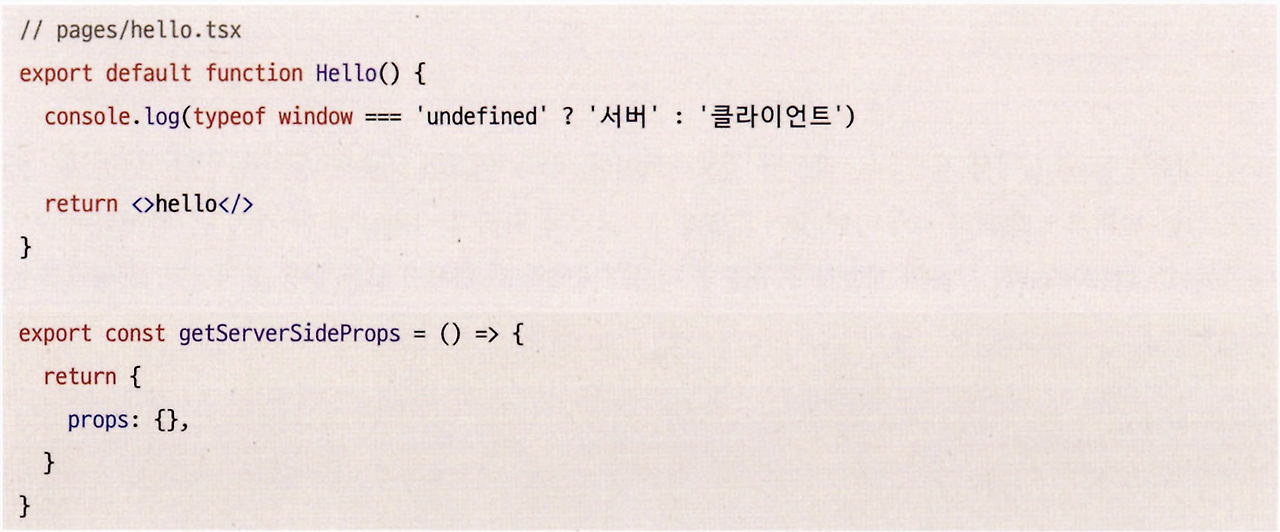 // pages/hello.tsx
export default function Hello() {
  console.log(typeof window === 'undefined' ? '서버' : '클라이언트')

  return <>hello</>
}

export const getServerSideProps = () => {
  return {
    props: {},
  }
}